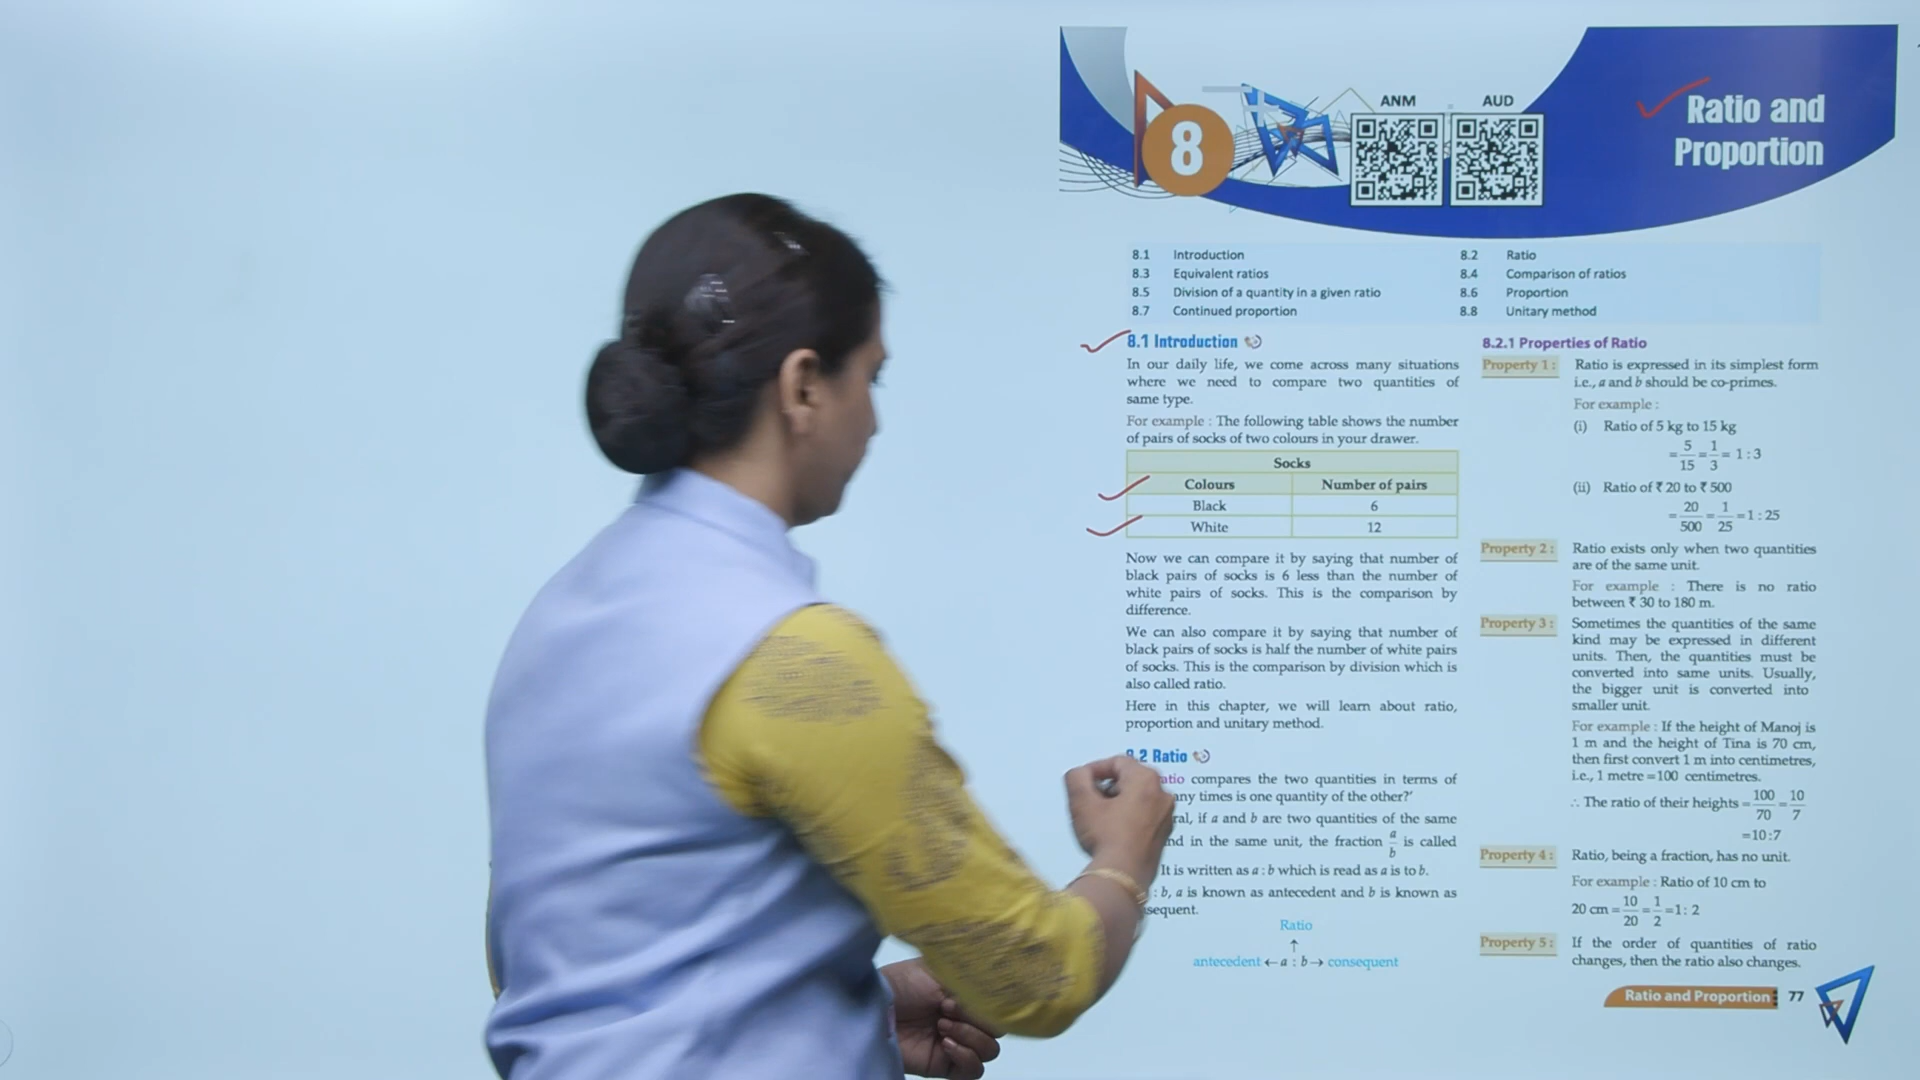 ANM
AUD
8
Ratio and
Proportion
8.1 Introduction
8.2 Ratio
8.3 Equivalent ratios
8.4 Comparison of ratios
8.5 Division of a quantity in a given ratio
8.6 Proportion
8.7 Continued proportion
8.8 Unitary method
8.1 Introduction
In our daily life, we come across many situations
where we need to compare two quantities of
same type.
For example : The following table shows the number
of pairs of socks of two colours in your drawer.
Socks
Colours Number of pairs
Black 6
White 12
Now we can compare it by saying that number of
black pairs of socks is 6 less than the number of
white pairs of socks. This is the comparison by
difference.
We can also compare it by saying that number of
black pairs of socks is half the number of white pairs
of socks. This is the comparison by division which is
also called ratio.
Here in this chapter, we will learn about ratio,
proportion and unitary method.
8.2 Ratio
compares the two quantities in terms of
times is one quantity of the other?'
if a and b are two quantities of the same
in the same unit, the fraction a/b is called
It is written as a : b which is read as a is to b.
: b, a is known as antecedent and b is known as
Ratio
↑
antecedent ← a : b → consequent
8.2.1 Properties of Ratio
Property 1 : Ratio is expressed in its simplest form
i.e., a and b should be co-primes.
For example :
(i) Ratio of 5 kg to 15 kg
= 5/15 = 1/3 = 1 : 3
(ii) Ratio of ₹ 20 to ₹ 500
= 20/500 = 1/25 = 1 : 25
Property 2 : Ratio exists only when two quantities
are of the same unit.
For example : There is no ratio
between ₹ 30 to 180 m.
Property 3 : Sometimes the quantities of the same
kind may be expressed in different
units. Then, the quantities must be
converted into same units. Usually,
the bigger unit is converted into
smaller unit.
For example : If the height of Manoj is
1 m and the height of Tina is 70 cm,
then first convert 1 m into centimetres,
i.e., 1 metre = 100 centimetres.
∴ The ratio of their heights = 100/70 = 10/7
= 10 : 7
Property 4 : Ratio, being a fraction, has no unit.
For example : Ratio of 10 cm to
20 cm = 10/20 = 1/2 = 1 : 2
Property 5 : If the order of quantities of ratio
changes, then the ratio also changes.
Ratio and Proportion 77